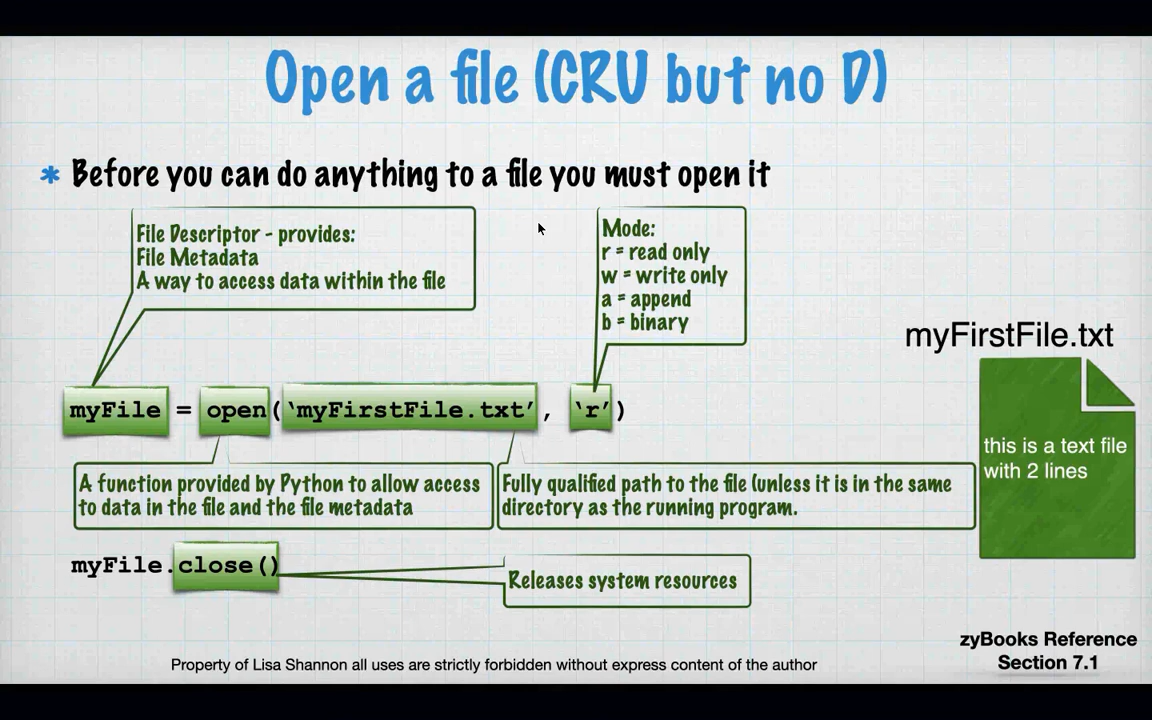 Open a file (CRU but no D)
* Before you can do anything to a file you must open it
File Descriptor - provides:
File Metadata
A way to access data within the file
Mode:
r = read only
w = write only
a = append
b = binary
myFirstFile.txt
this is a text file
with 2 lines
myFile = open(‘myFirstFile.txt’, ‘r’)
A function provided by Python to allow access
to data in the file and the file metadata
Fully qualified path to the file (unless it is in the same
directory as the running program.
myFile.close()
Releases system resources
zyBooks Reference
Section 7.1
Property of Lisa Shannon all uses are strictly forbidden without express content of the author